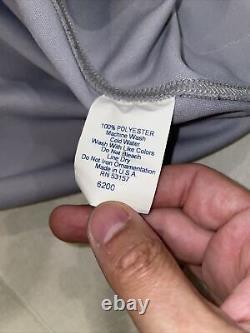 100% POLYESTER
Machine Wash
Cold Water
Wash With Like Colors
Do Not Bleach
Line Dry
Do Not Iron Ornamentation
Made in U.S.A.
RN 53157
6200